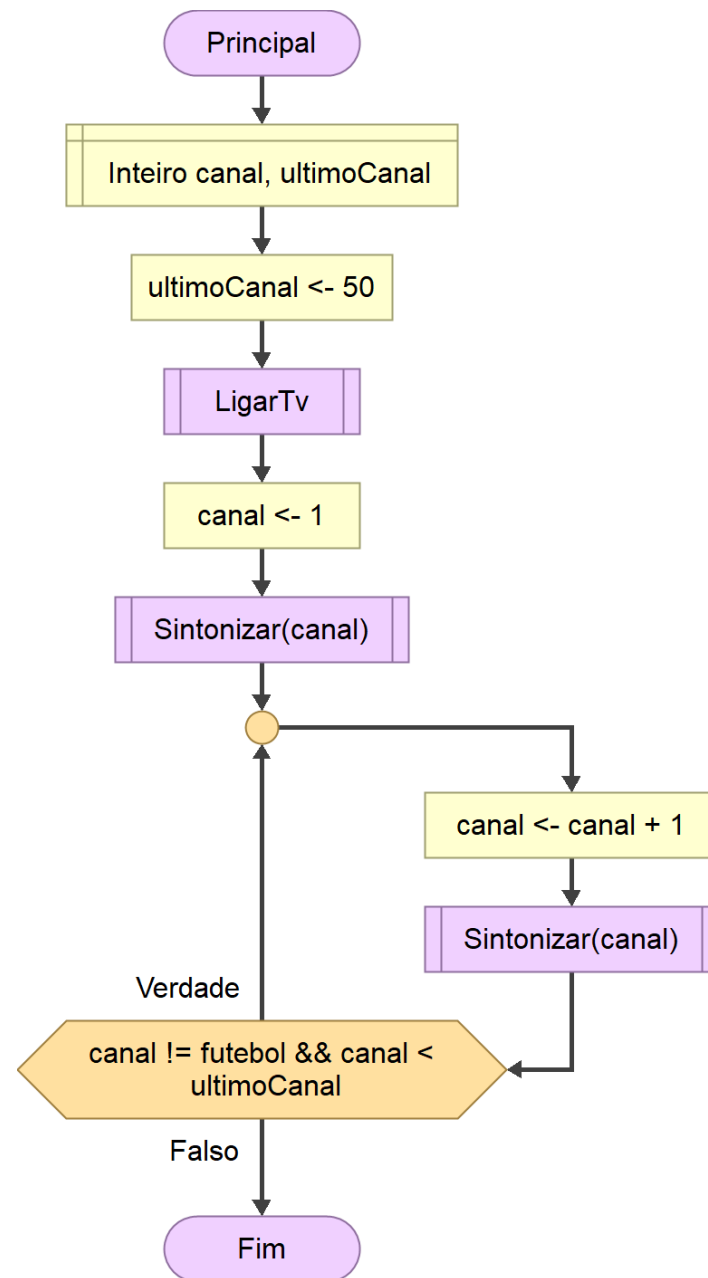 Principal
Inteiro canal, ultimoCanal
ultimoCanal <- 50
LigarTv
canal <- 1
Sintonizar(canal)
canal <- canal + 1
Sintonizar(canal)
Verdade
canal != futebol && canal <
ultimoCanal
Falso
Fim